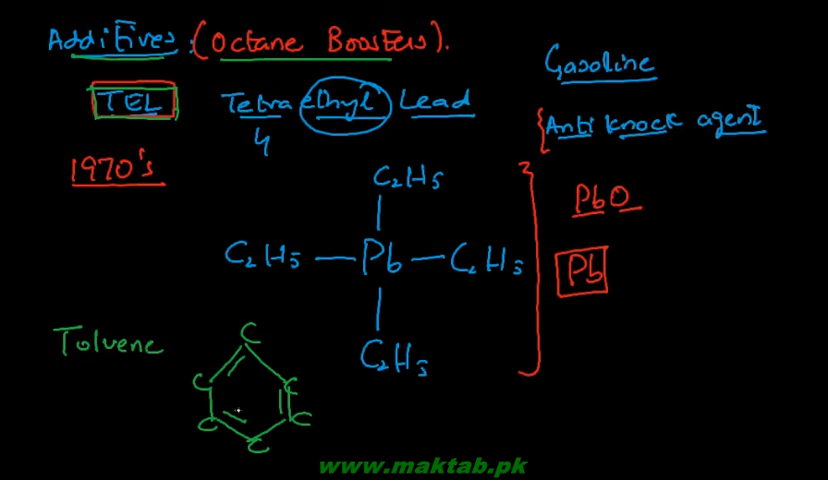 Additives: (Octane Boosters).
Gasoline
TEL Tetra ethyl Lead
4
{Anti knock agent
1970's
C2H5
C2H5 — Pb — C2H5
C2H5
PbO
Pb
Toluene
C
C C
C C
C
www.maktab.pk